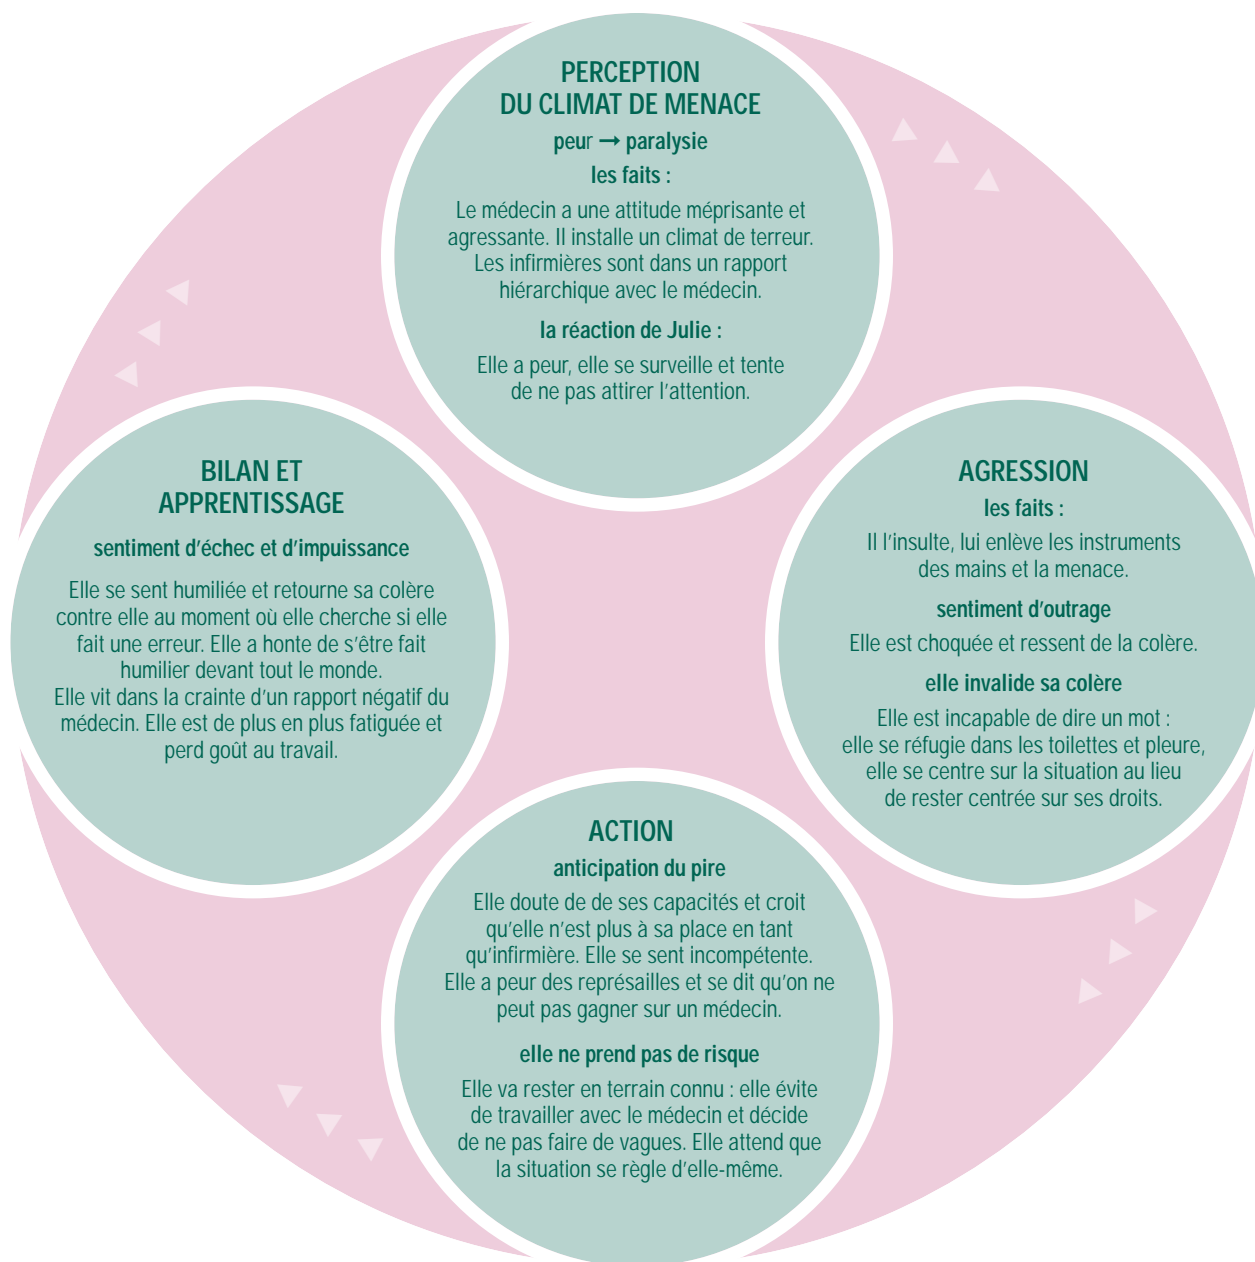 PERCEPTION
DU CLIMAT DE MENACE
peur → paralysie
les faits :
Le médecin a une attitude méprisante et
agressante. Il installe un climat de terreur.
Les infirmières sont dans un rapport
hiérarchique avec le médecin.
la réaction de Julie :
Elle a peur, elle se surveille et tente
de ne pas attirer l'attention.
AGRESSION
les faits :
Il l'insulte, lui enlève les instruments
des mains et la menace.
sentiment d'outrage
Elle est choquée et ressent de la colère.
elle invalide sa colère
Elle est incapable de dire un mot :
elle se réfugie dans les toilettes et pleure,
elle se centre sur la situation au lieu
de rester centrée sur ses droits.
ACTION
anticipation du pire
Elle doute de de ses capacités et croit
qu'elle n'est plus à sa place en tant
qu'infirmière. Elle se sent incompétente.
Elle a peur des représailles et se dit qu'on ne
peut pas gagner sur un médecin.
elle ne prend pas de risque
Elle va rester en terrain connu : elle évite
de travailler avec le médecin et décide
de ne pas faire de vagues. Elle attend que
la situation se règle d'elle-même.
BILAN ET
APPRENTISSAGE
sentiment d'échec et d'impuissance
Elle se sent humiliée et retourne sa colère
contre elle au moment où elle cherche si elle
fait une erreur. Elle a honte de s'être fait
humilier devant tout le monde.
Elle vit dans la crainte d'un rapport négatif du
médecin. Elle est de plus en plus fatiguée et
perd goût au travail.